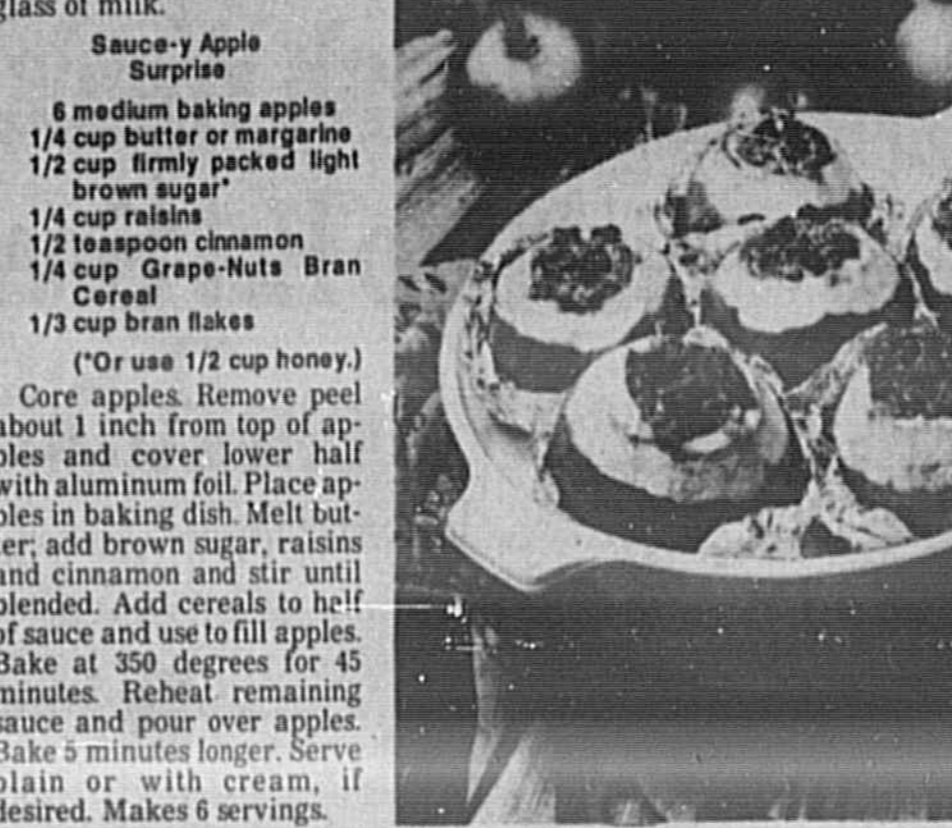 glass of milk.
Sauce-y Apple
Surprise
6 medium baking apples
1/4 cup butter or margarine
1/2 cup firmly packed light
brown sugar*
1/4 cup raisins
1/2 teaspoon cinnamon
1/4 cup Grape-Nuts Bran
Cereal
1/3 cup bran flakes
(*Or use 1/2 cup honey.)
Core apples. Remove peel
about 1 inch from top of ap-
ples and cover lower half
with aluminum foil. Place ap-
ples in baking dish. Melt but-
ter; add brown sugar, raisins
and cinnamon and stir until
blended. Add cereals to half
of sauce and use to fill apples.
Bake at 350 degrees for 45
minutes. Reheat remaining
sauce and pour over apples.
Bake 5 minutes longer. Serve
plain or with cream, if
desired. Makes 6 servings.